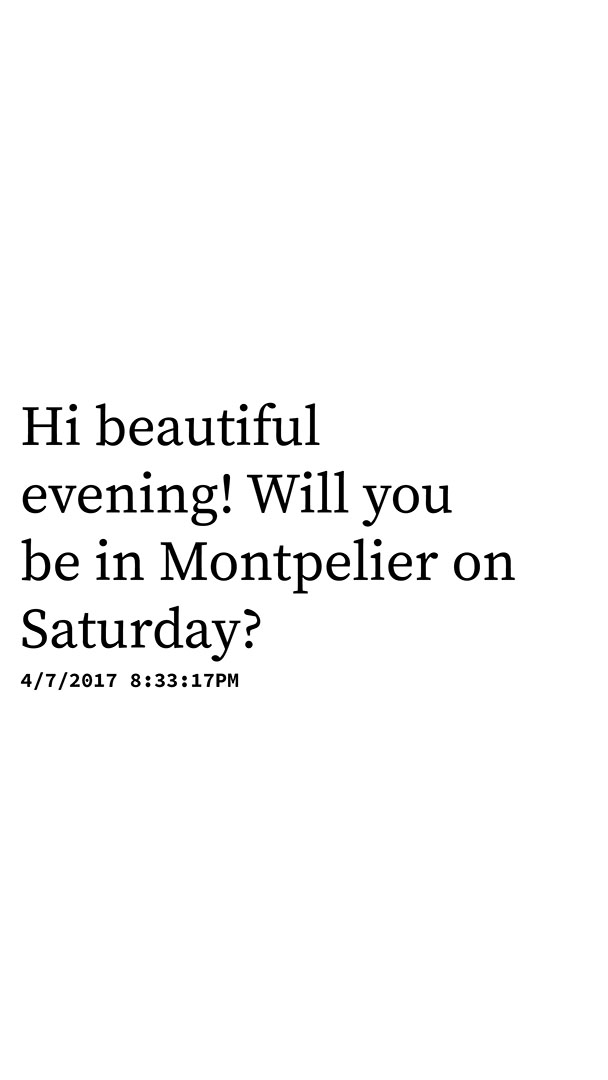 Hi beautiful
evening! Will you
be in Montpelier on
Saturday?
4/7/2017 8:33:17PM